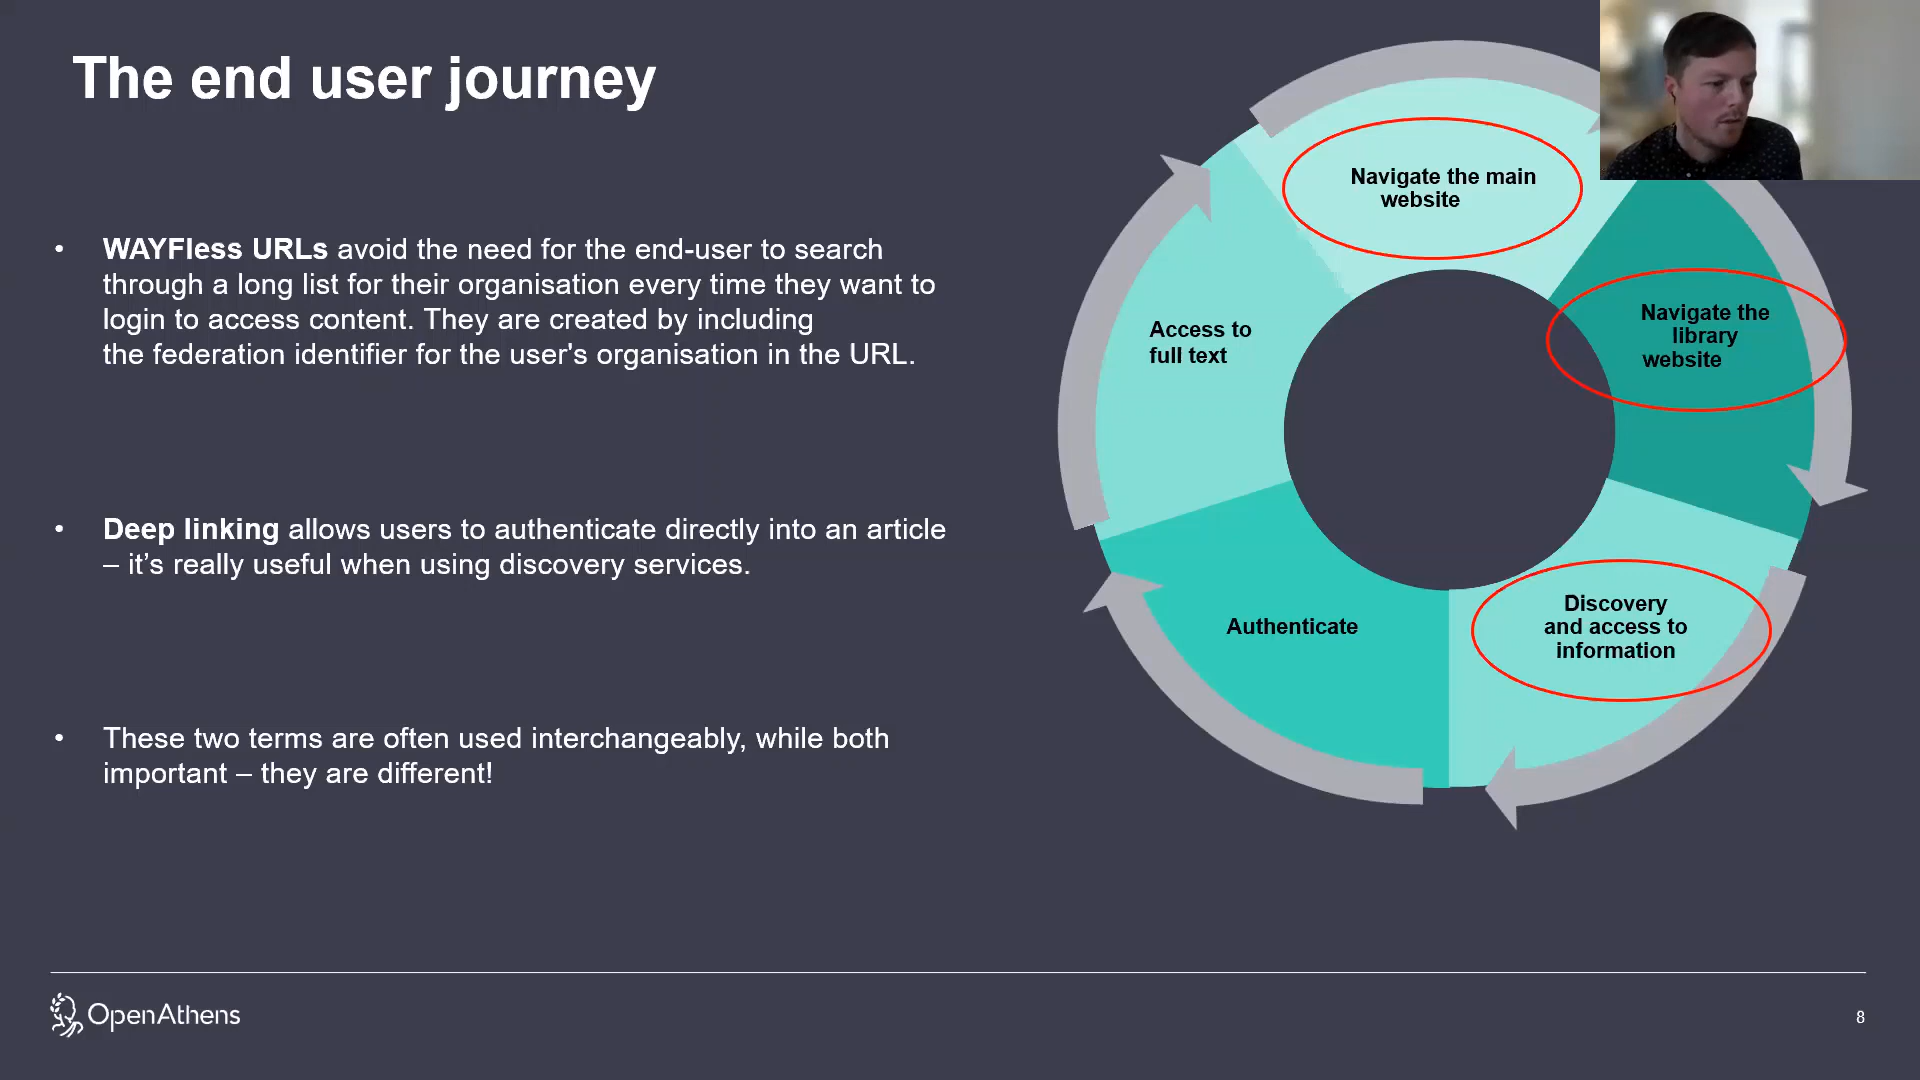 The end user journey
• WAYFless URLs avoid the need for the end-user to search
through a long list for their organisation every time they want to
login to access content. They are created by including
the federation identifier for the user's organisation in the URL.
• Deep linking allows users to authenticate directly into an article
– it’s really useful when using discovery services.
• These two terms are often used interchangeably, while both
important – they are different!
Navigate the main
website
Navigate the
library
website
Discovery
and access to
information
Authenticate
Access to
full text
OpenAthens
8